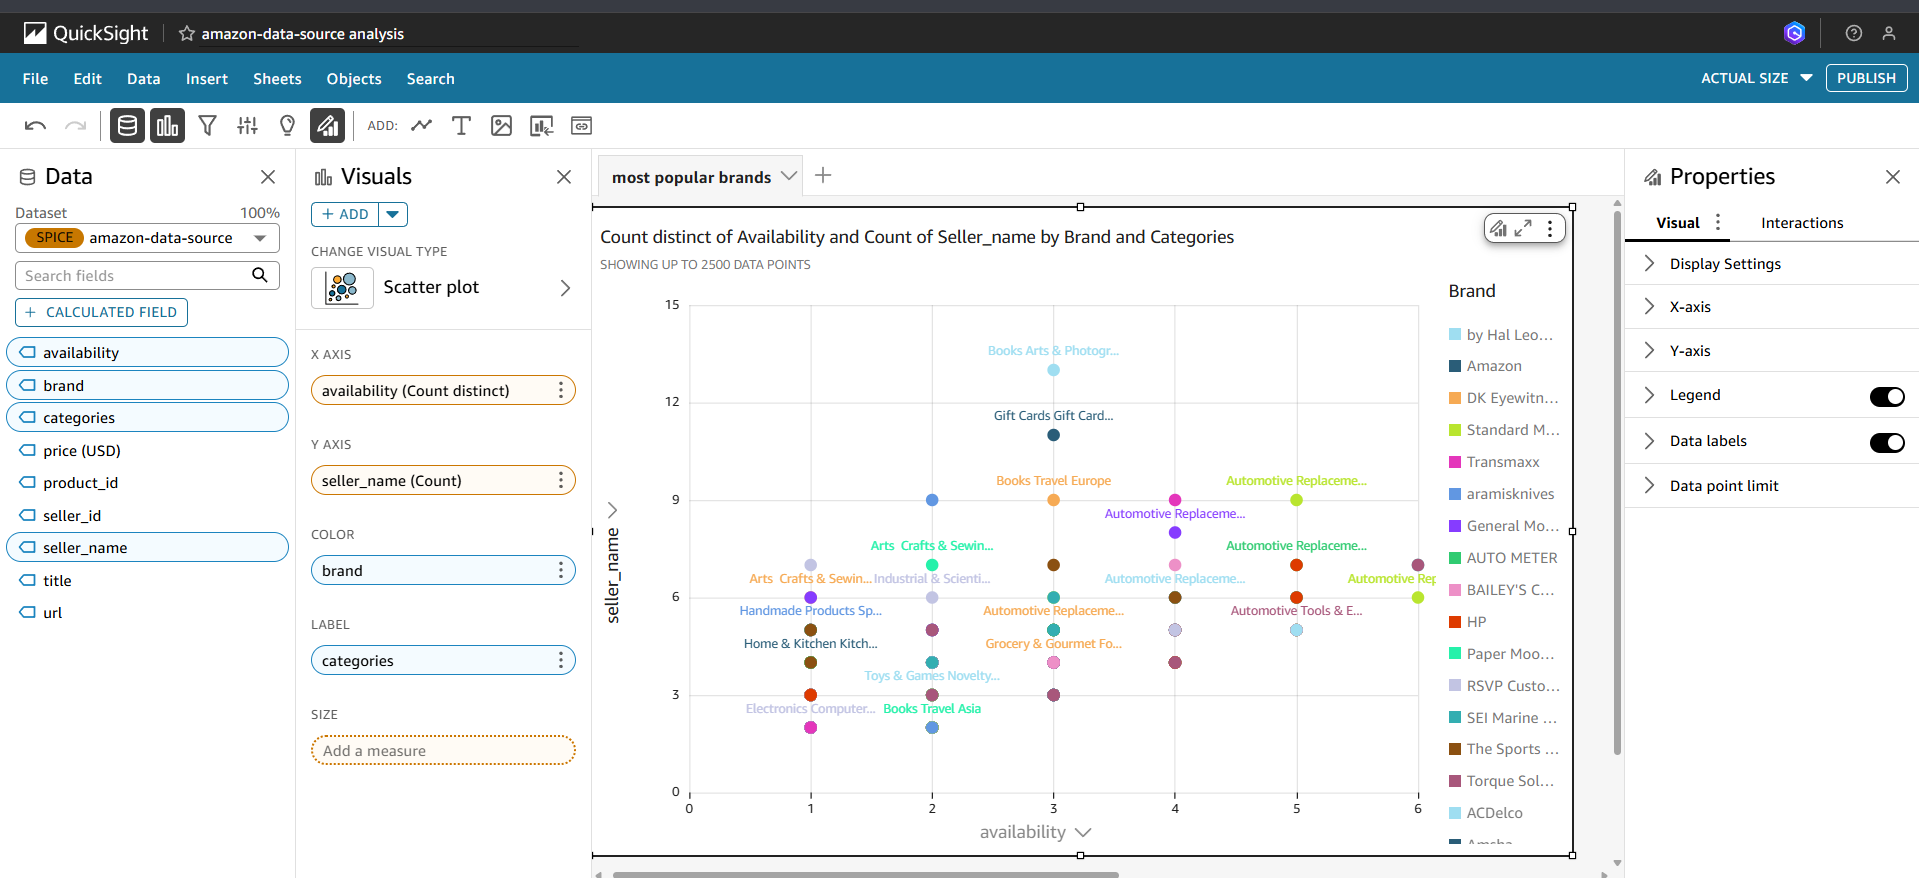 QuickSight
amazon-data-source analysis
File Edit Data Insert Sheets Objects Search
ACTUAL SIZE
PUBLISH
ADD:
Data
Dataset 100%
SPICE amazon-data-source
Search fields
+ CALCULATED FIELD
availability
brand
categories
price (USD)
product_id
seller_id
seller_name
title
url
Visuals
+ ADD
CHANGE VISUAL TYPE
Scatter plot
X AXIS
availability (Count distinct)
Y AXIS
seller_name (Count)
COLOR
brand
LABEL
categories
SIZE
Add a measure
most popular brands
Count distinct of Availability and Count of Seller_name by Brand and Categories
SHOWING UP TO 2500 DATA POINTS
seller_name
15
12
9
6
3
0
Books Arts & Photogr...
Gift Cards Gift Card...
Books Travel Europe
Automotive Replaceme...
Automotive Replaceme...
Arts Crafts & Sewin...
Automotive Replaceme...
Arts Crafts & Sewin...
Industrial & Scienti...
Automotive Replaceme...
Automotive Rep
Handmade Products Sp...
Automotive Replaceme...
Automotive Tools & E...
Home & Kitchen Kitch...
Grocery & Gourmet Fo...
Toys & Games Novelty...
Electronics Computer...
Books Travel Asia
0 1 2 3 4 5 6
availability
Brand
by Hal Leo...
Amazon
DK Eyewitn...
Standard M...
Transmaxx
aramisknives
General Mo...
AUTO METER
BAILEY'S C...
HP
Paper Moo...
RSVP Custo...
SEI Marine ...
The Sports ...
Torque Sol...
ACDelco
Properties
Visual
Interactions
Display Settings
X-axis
Y-axis
Legend
Data labels
Data point limit